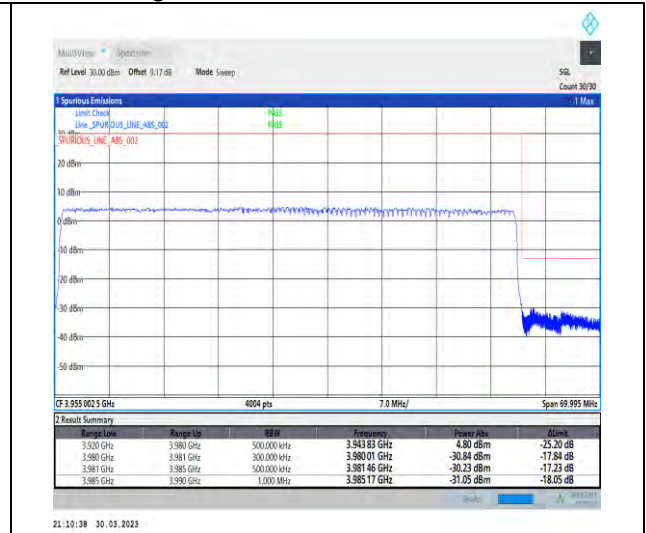 MultiView Spectrum
Ref Level 30.00 dBm Offset 9.17 dB Mode Sweep SGL
Count 30/30
1 Spurious Emissions 1 Max
Limit Check PASS
Line _SPURIOUS_LINE_ABS_002 PASS
30 dBm
SPURIOUS_LINE_ABS_002
20 dBm
10 dBm
0 dBm
-10 dBm
-20 dBm
-30 dBm
-40 dBm
-50 dBm
CF 3.955 002 5 GHz 4004 pts 7.0 MHz/ Span 69.995 MHz
2 Result Summary
Range Low Range Up RBW Frequency Power Abs ΔLimit
3.920 GHz 3.980 GHz 500.000 kHz 3.943 83 GHz 4.80 dBm -25.20 dB
3.980 GHz 3.981 GHz 300.000 kHz 3.980 01 GHz -30.84 dBm -17.84 dB
3.981 GHz 3.985 GHz 500.000 kHz 3.981 46 GHz -30.23 dBm -17.23 dB
3.985 GHz 3.990 GHz 1.000 MHz 3.985 17 GHz -31.05 dBm -18.05 dB
21:10:38 30.03.2023